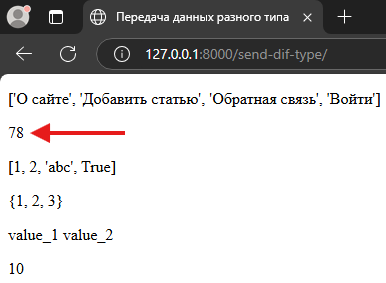 Передача данных разного типа
127.0.0.1:8000/send-dif-type/
['О сайте', 'Добавить статью', 'Обратная связь', 'Войти']
78
[1, 2, 'abc', True]
{1, 2, 3}
value_1 value_2
10